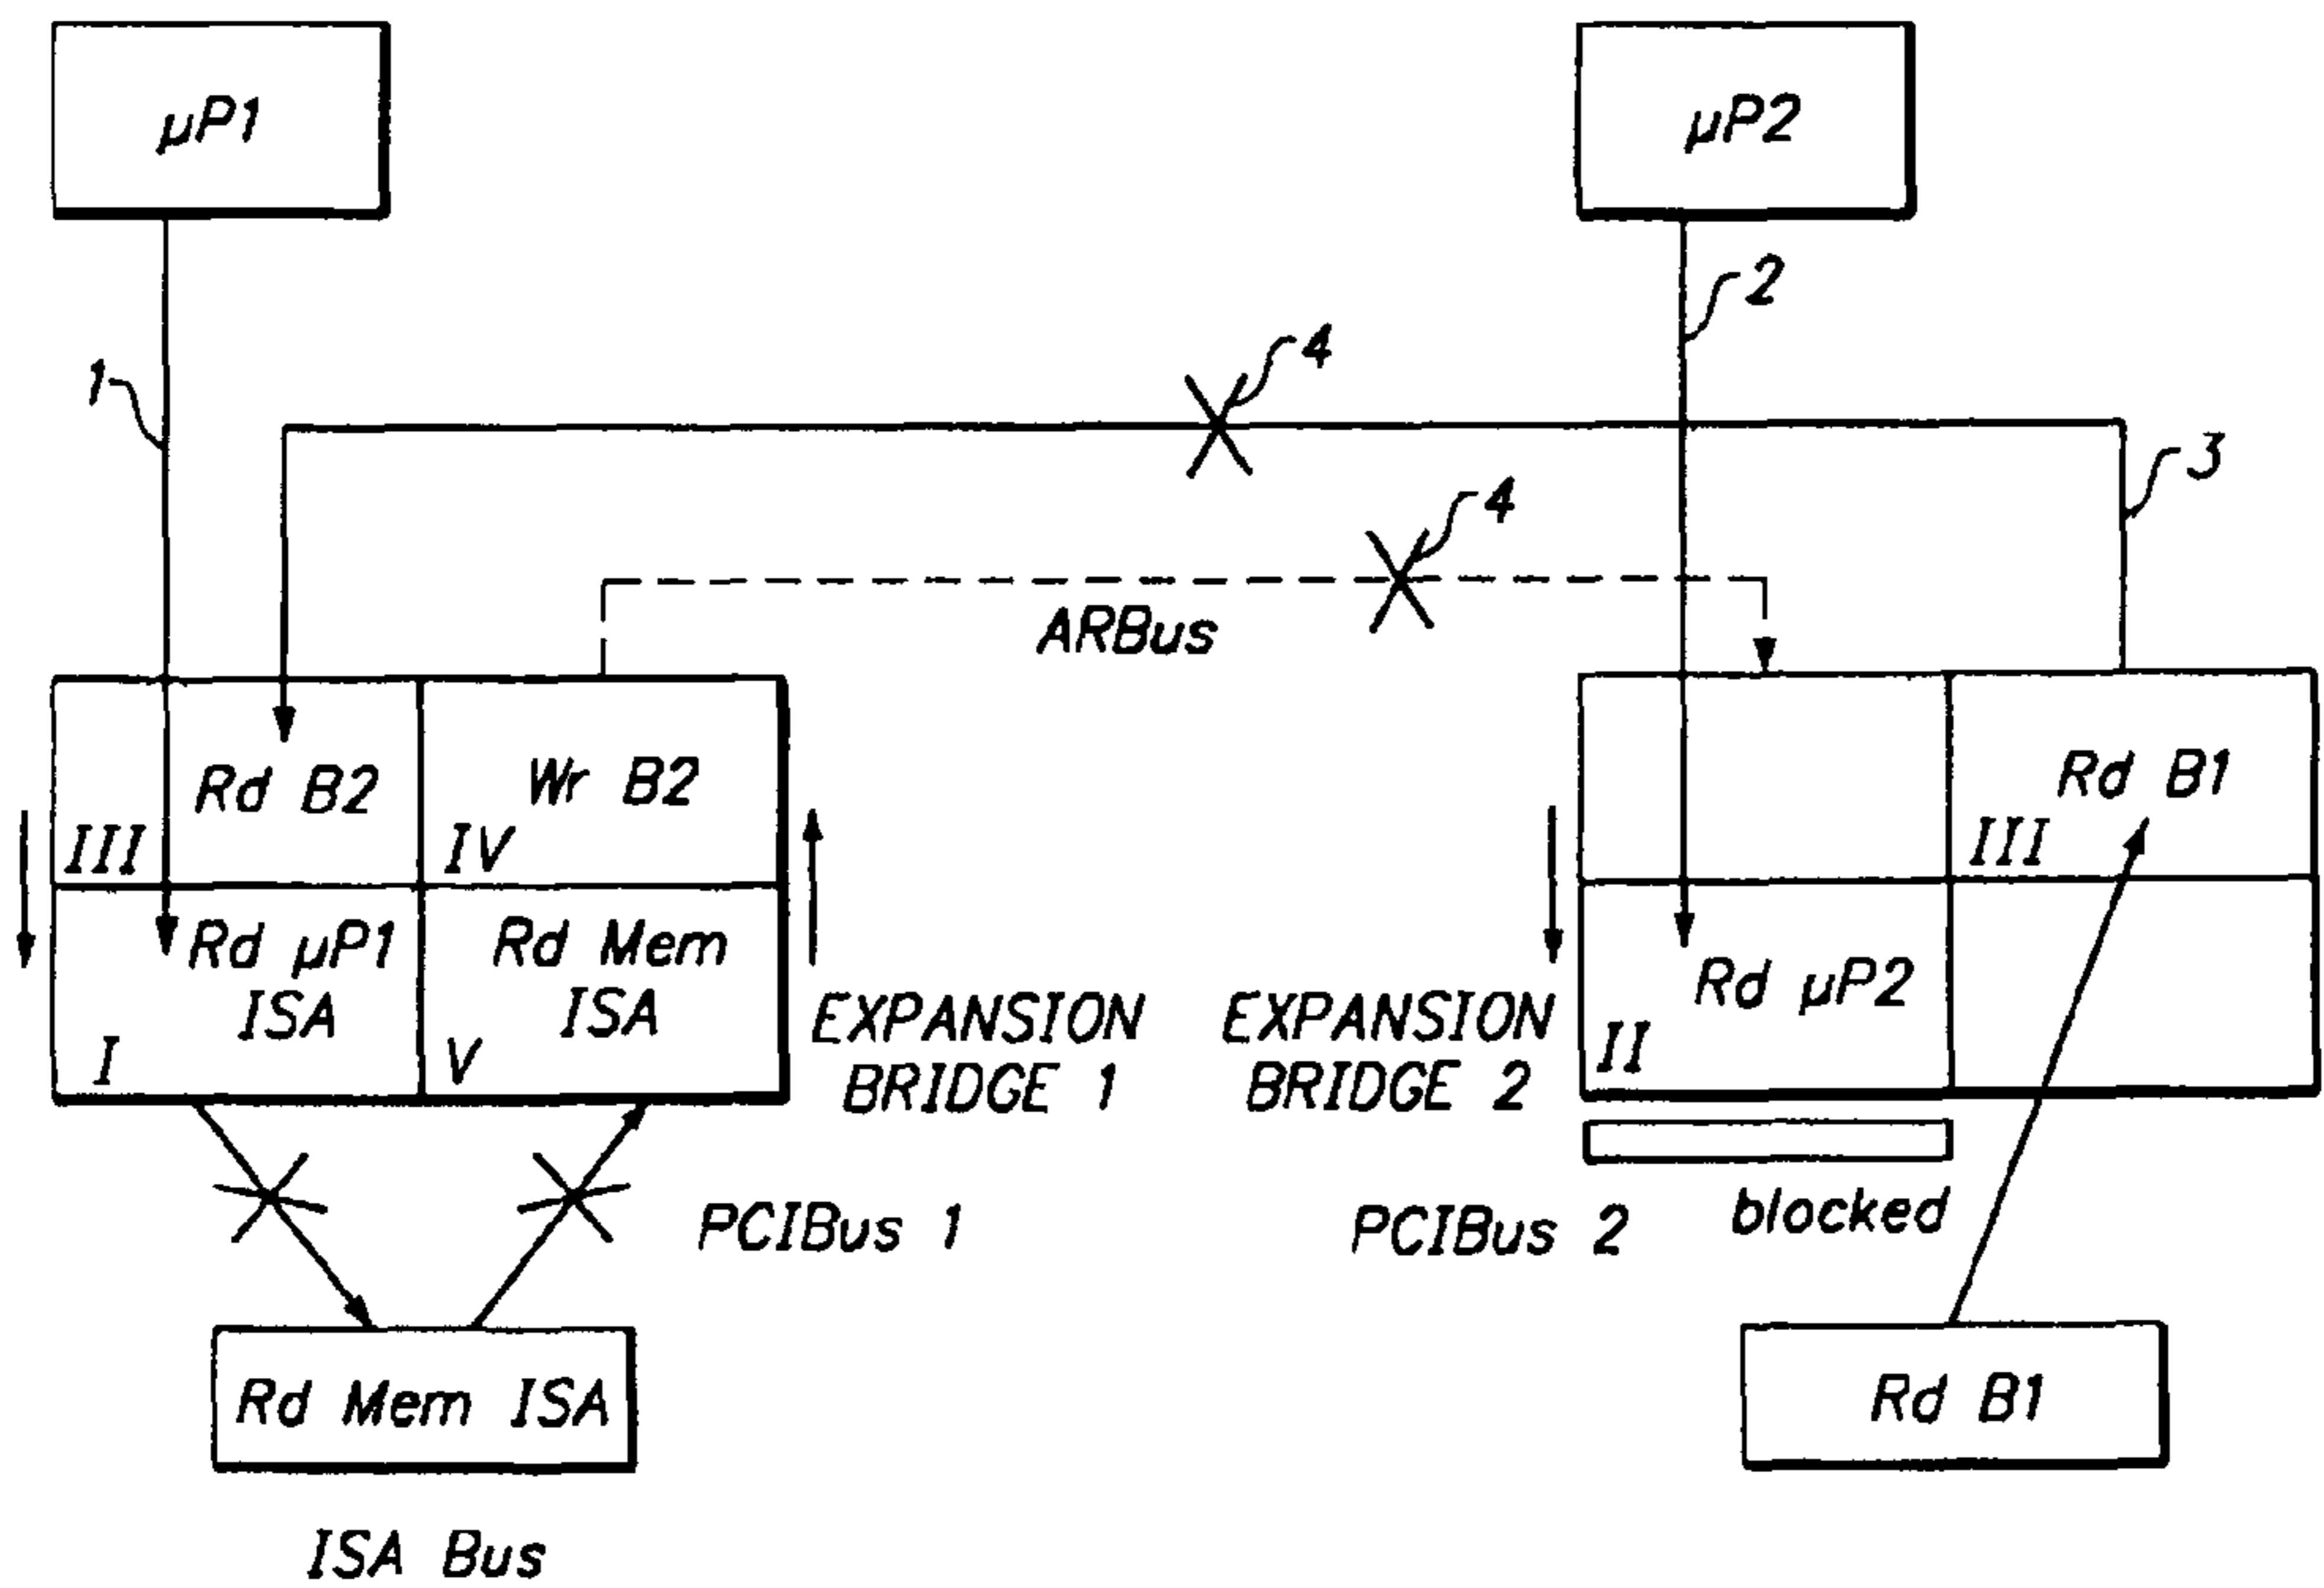 µP1
µP2
2
4
1
3
4
ARBus
Rd B2
III
Wr B2
IV
Rd B1
III
Rd µP1
ISA
I
Rd Mem
ISA
V
EXPANSION
BRIDGE 1
EXPANSION
BRIDGE 2
Rd µP2
II
PCIBus 1
PCIBus 2
blocked
Rd Mem ISA
Rd B1
ISA Bus